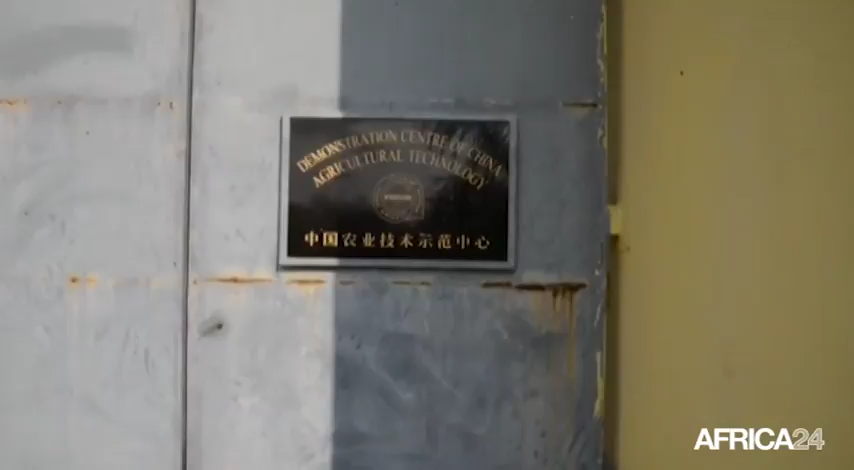 DEMONSTRATION CENTRE OF CHINA
AGRICULTURAL TECHNOLOGY
中国农业技术示范中心
AFRICA24